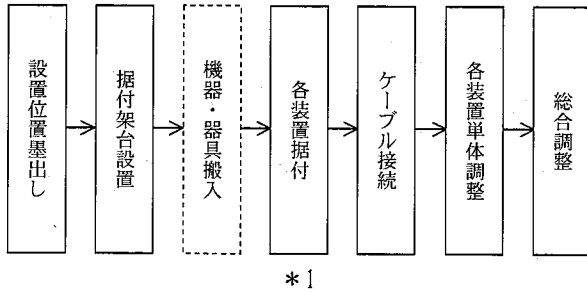 設置位置墨出し
据付架台設置
機器・器具搬入
各装置据付
ケーブル接続
各装置単体調整
総合調整
*1